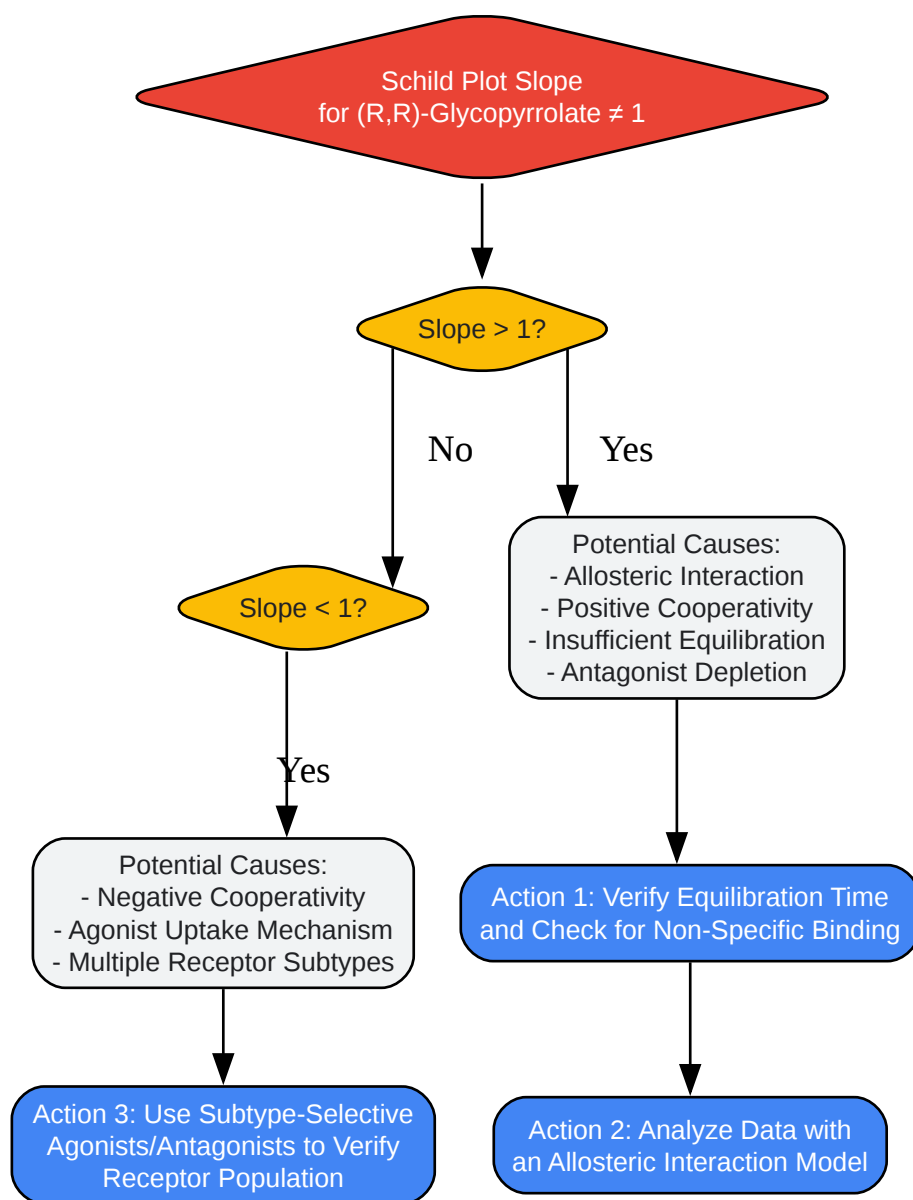 Schild Plot Slope
for (R,R)-Glycopyrrolate ≠ 1
Slope > 1?
No
Yes
Potential Causes:
- Allosteric Interaction
- Positive Cooperativity
- Insufficient Equilibration
- Antagonist Depletion
Slope < 1?
Yes
Potential Causes:
- Negative Cooperativity
- Agonist Uptake Mechanism
- Multiple Receptor Subtypes
Action 1: Verify Equilibration Time
and Check for Non-Specific Binding
Action 3: Use Subtype-Selective
Agonists/Antagonists to Verify
Receptor Population
Action 2: Analyze Data with
an Allosteric Interaction Model